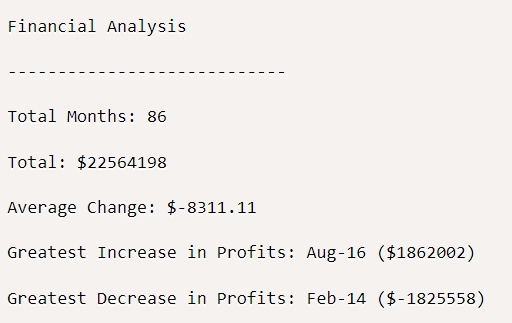 Financial Analysis
----------------------------
Total Months: 86
Total: $22564198
Average Change: $-8311.11
Greatest Increase in Profits: Aug-16 ($1862002)
Greatest Decrease in Profits: Feb-14 ($-1825558)